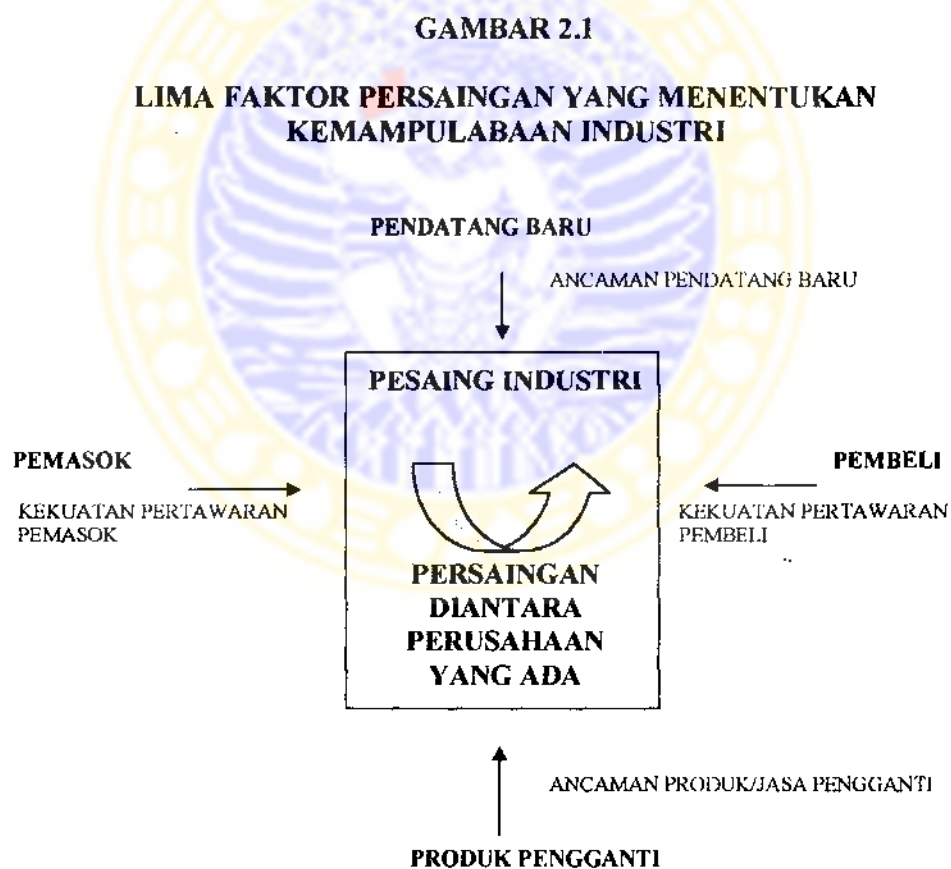 GAMBAR 2.1
LIMA FAKTOR PERSAINGAN YANG MENENTUKAN
KEMAMPULABAAN INDUSTRI
PENDATANG BARU
ANCAMAN PENDATANG BARU
PESAING INDUSTRI
PEMASOK
KEKUATAN PERTAWARAN
PEMASOK
PEMBELI
KEKUATAN PERTAWARAN
PEMBELI
PERSAINGAN
DIANTARA
PERUSAHAAN
YANG ADA
ANCAMAN PRODUK/JASA PENGGANTI
PRODUK PENGGANTI